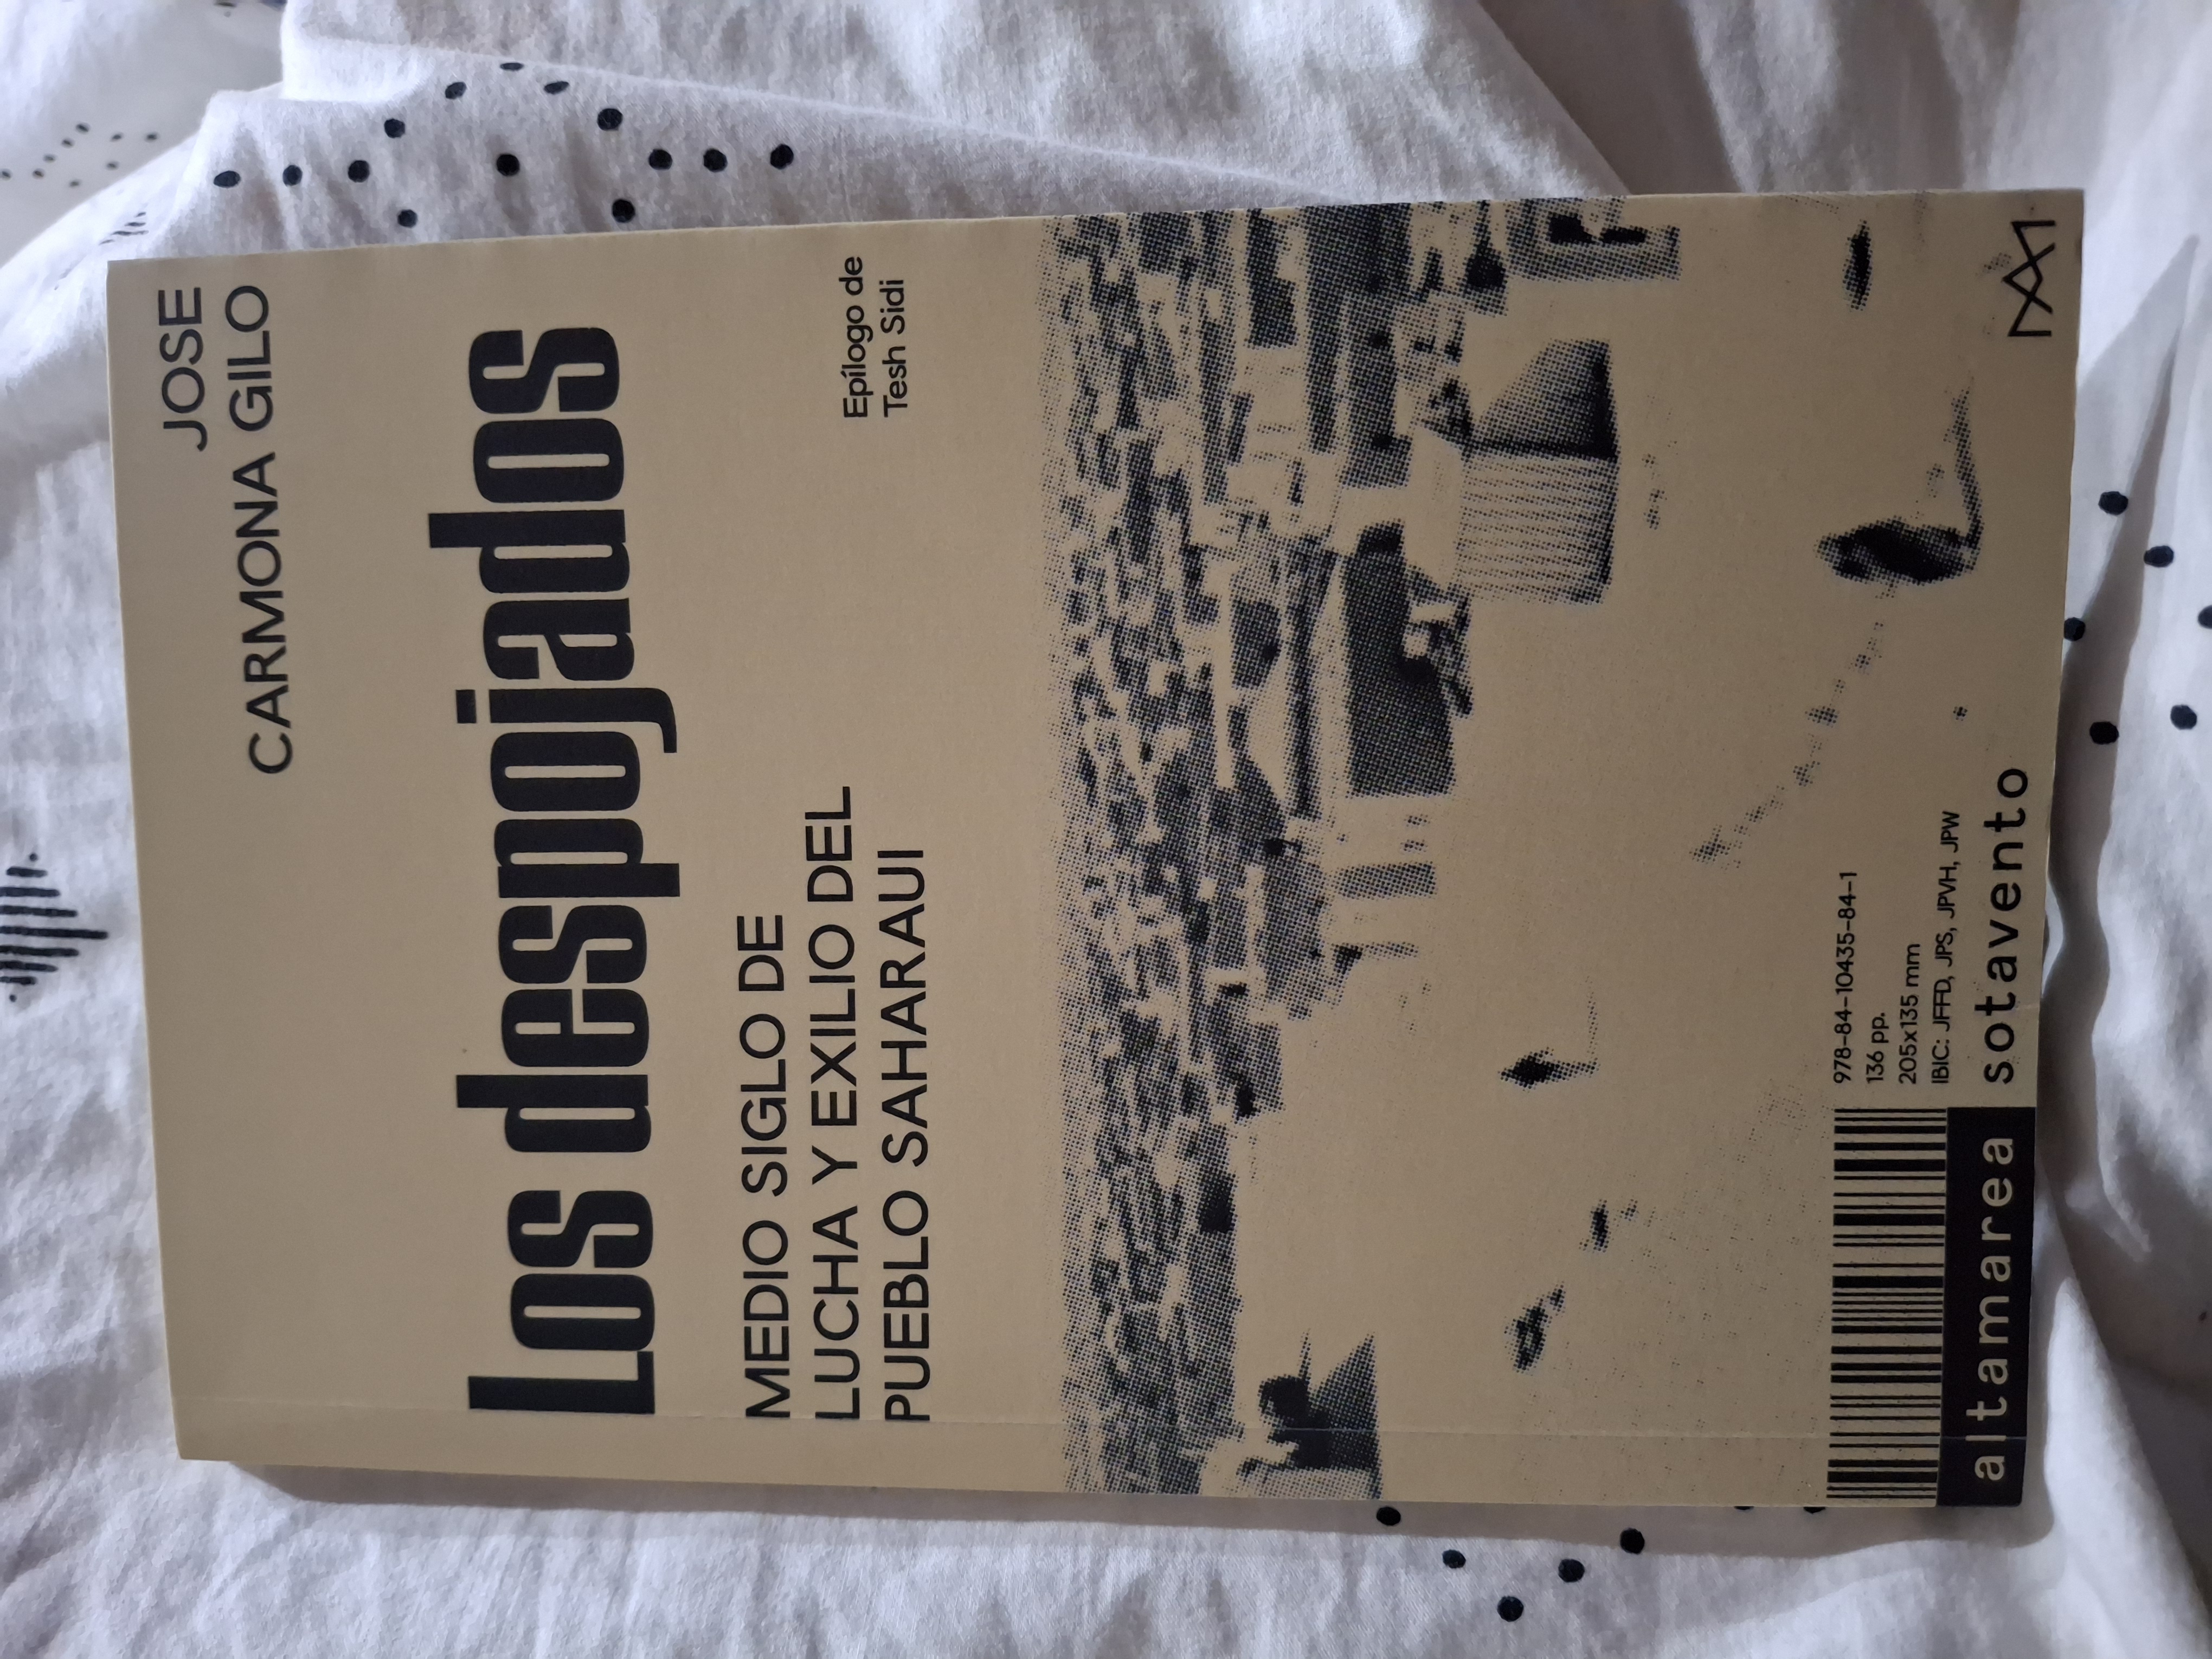 JOSE
CARMONA GILO
Los despojados
MEDIO SIGLO DE
LUCHA Y EXILIO DEL
PUEBLO SAHARAUI
Epílogo de
Tesh Sidi
978-84-10435-84-1
136 pp.
205x135 mm
IBIC: JFFD, JPS, JPVH, JPW
altamarea sotavento